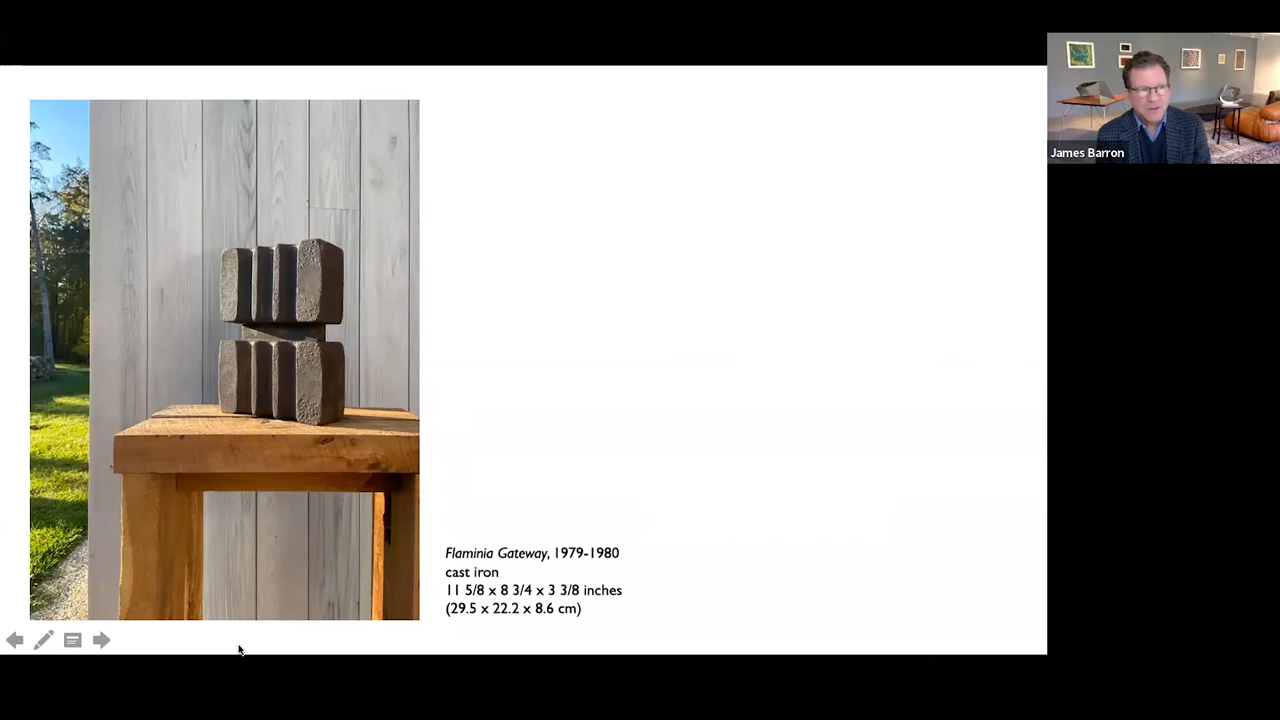 James Barron
Flaminia Gateway, 1979-1980
cast iron
11 5/8 x 8 3/4 x 3 3/8 inches
(29.5 x 22.2 x 8.6 cm)